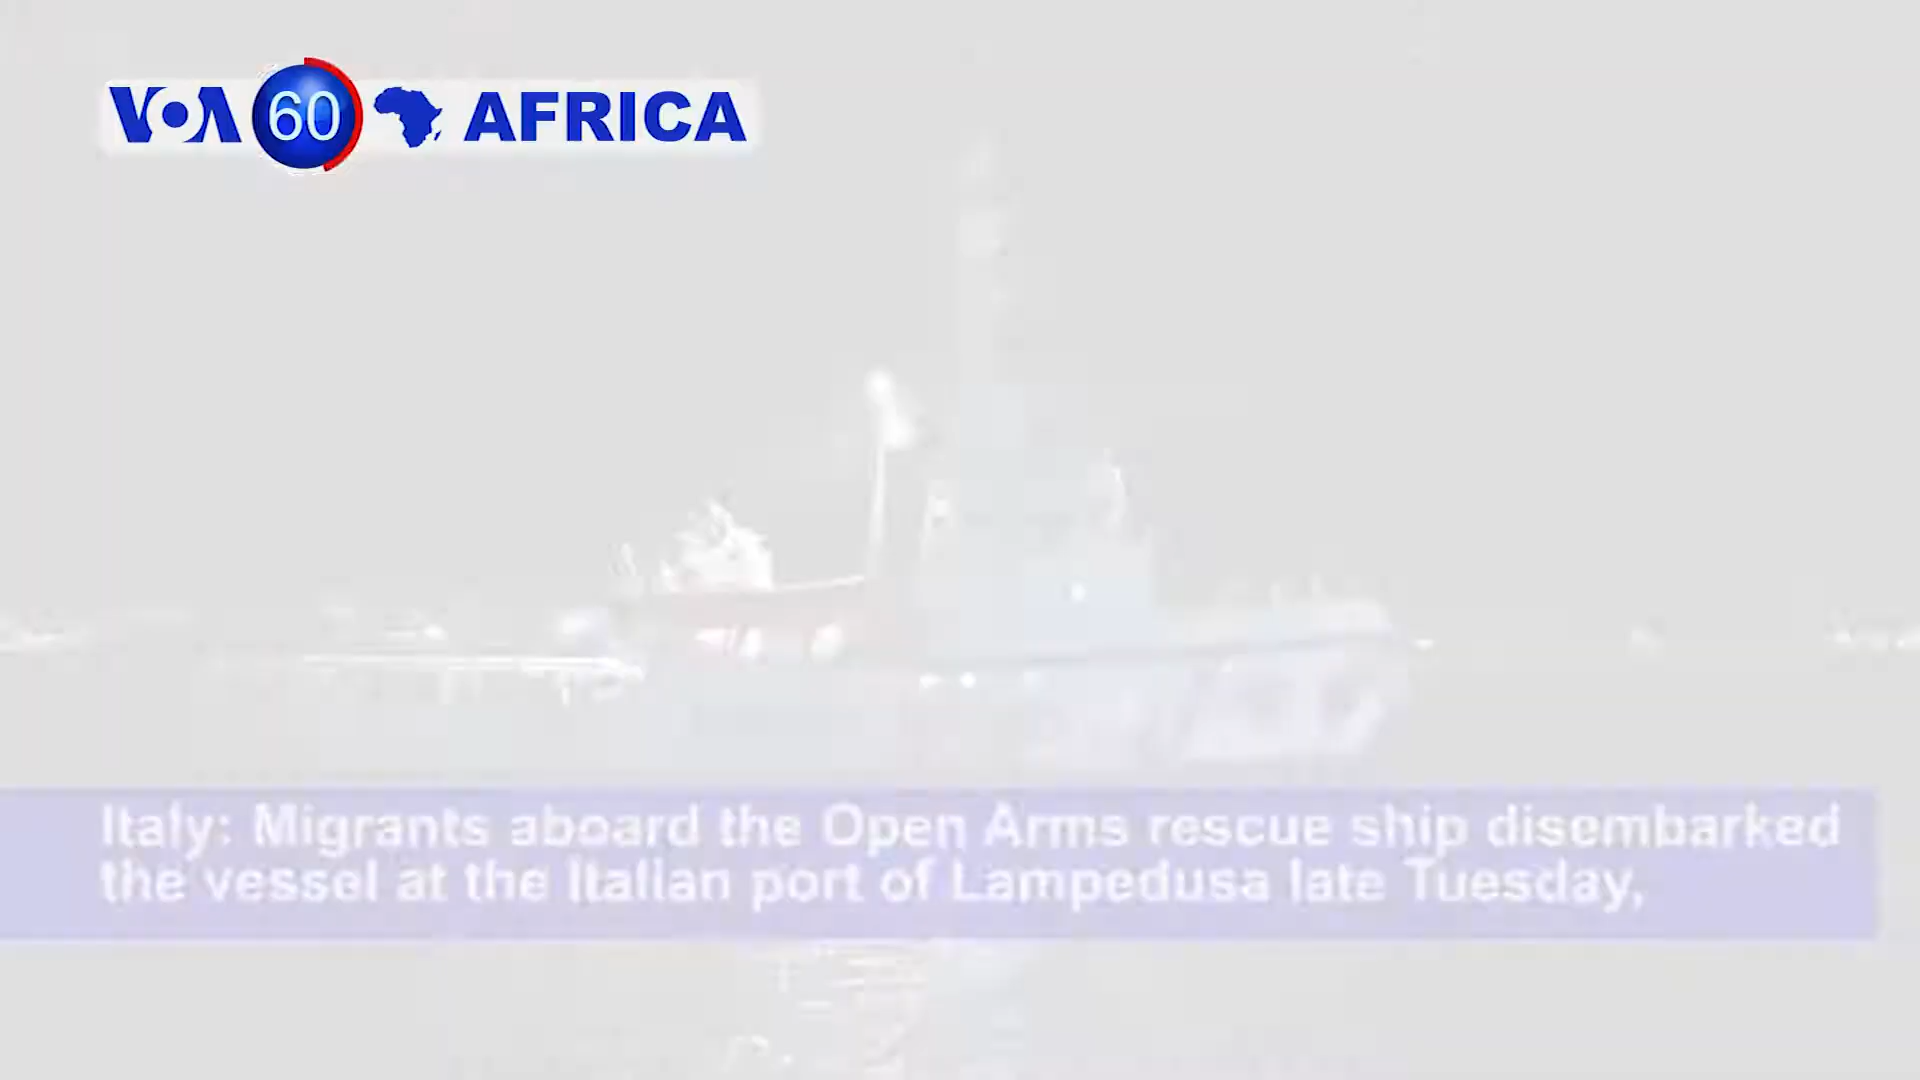 VOA 60 AFRICA
Italy: Migrants aboard the Open Arms rescue ship disembarked
the vessel at the Italian port of Lampedusa late Tuesday,